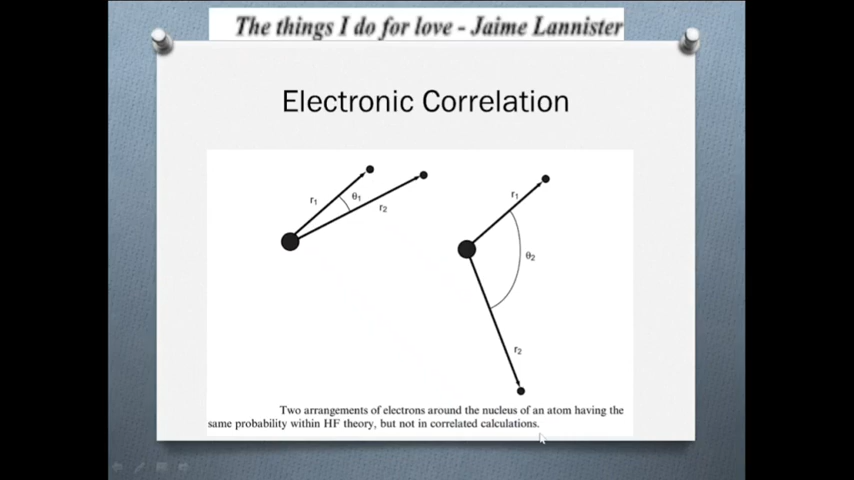 The things I do for love - Jaime Lannister
Electronic Correlation
r1
θ1
r2
r1
θ2
r2
Two arrangements of electrons around the nucleus of an atom having the
same probability within HF theory, but not in correlated calculations.